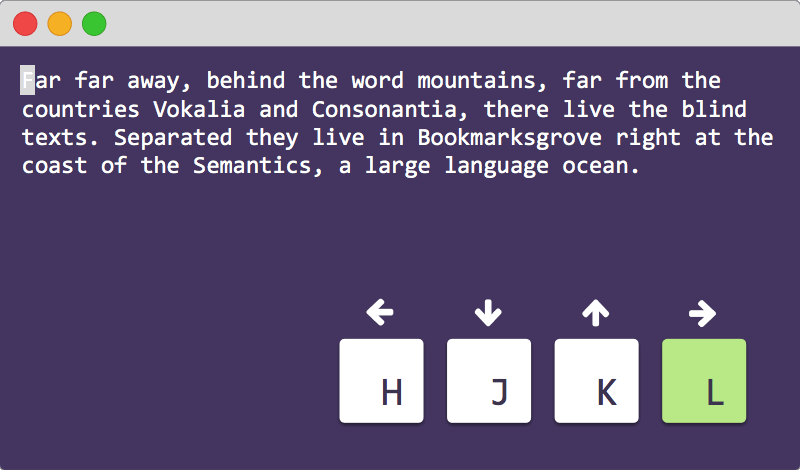 Far far away, behind the word mountains, far from the
countries Vokalia and Consonantia, there live the blind
texts. Separated they live in Bookmarksgrove right at the
coast of the Semantics, a large language ocean.
← ↓ ↑ →
H J K L